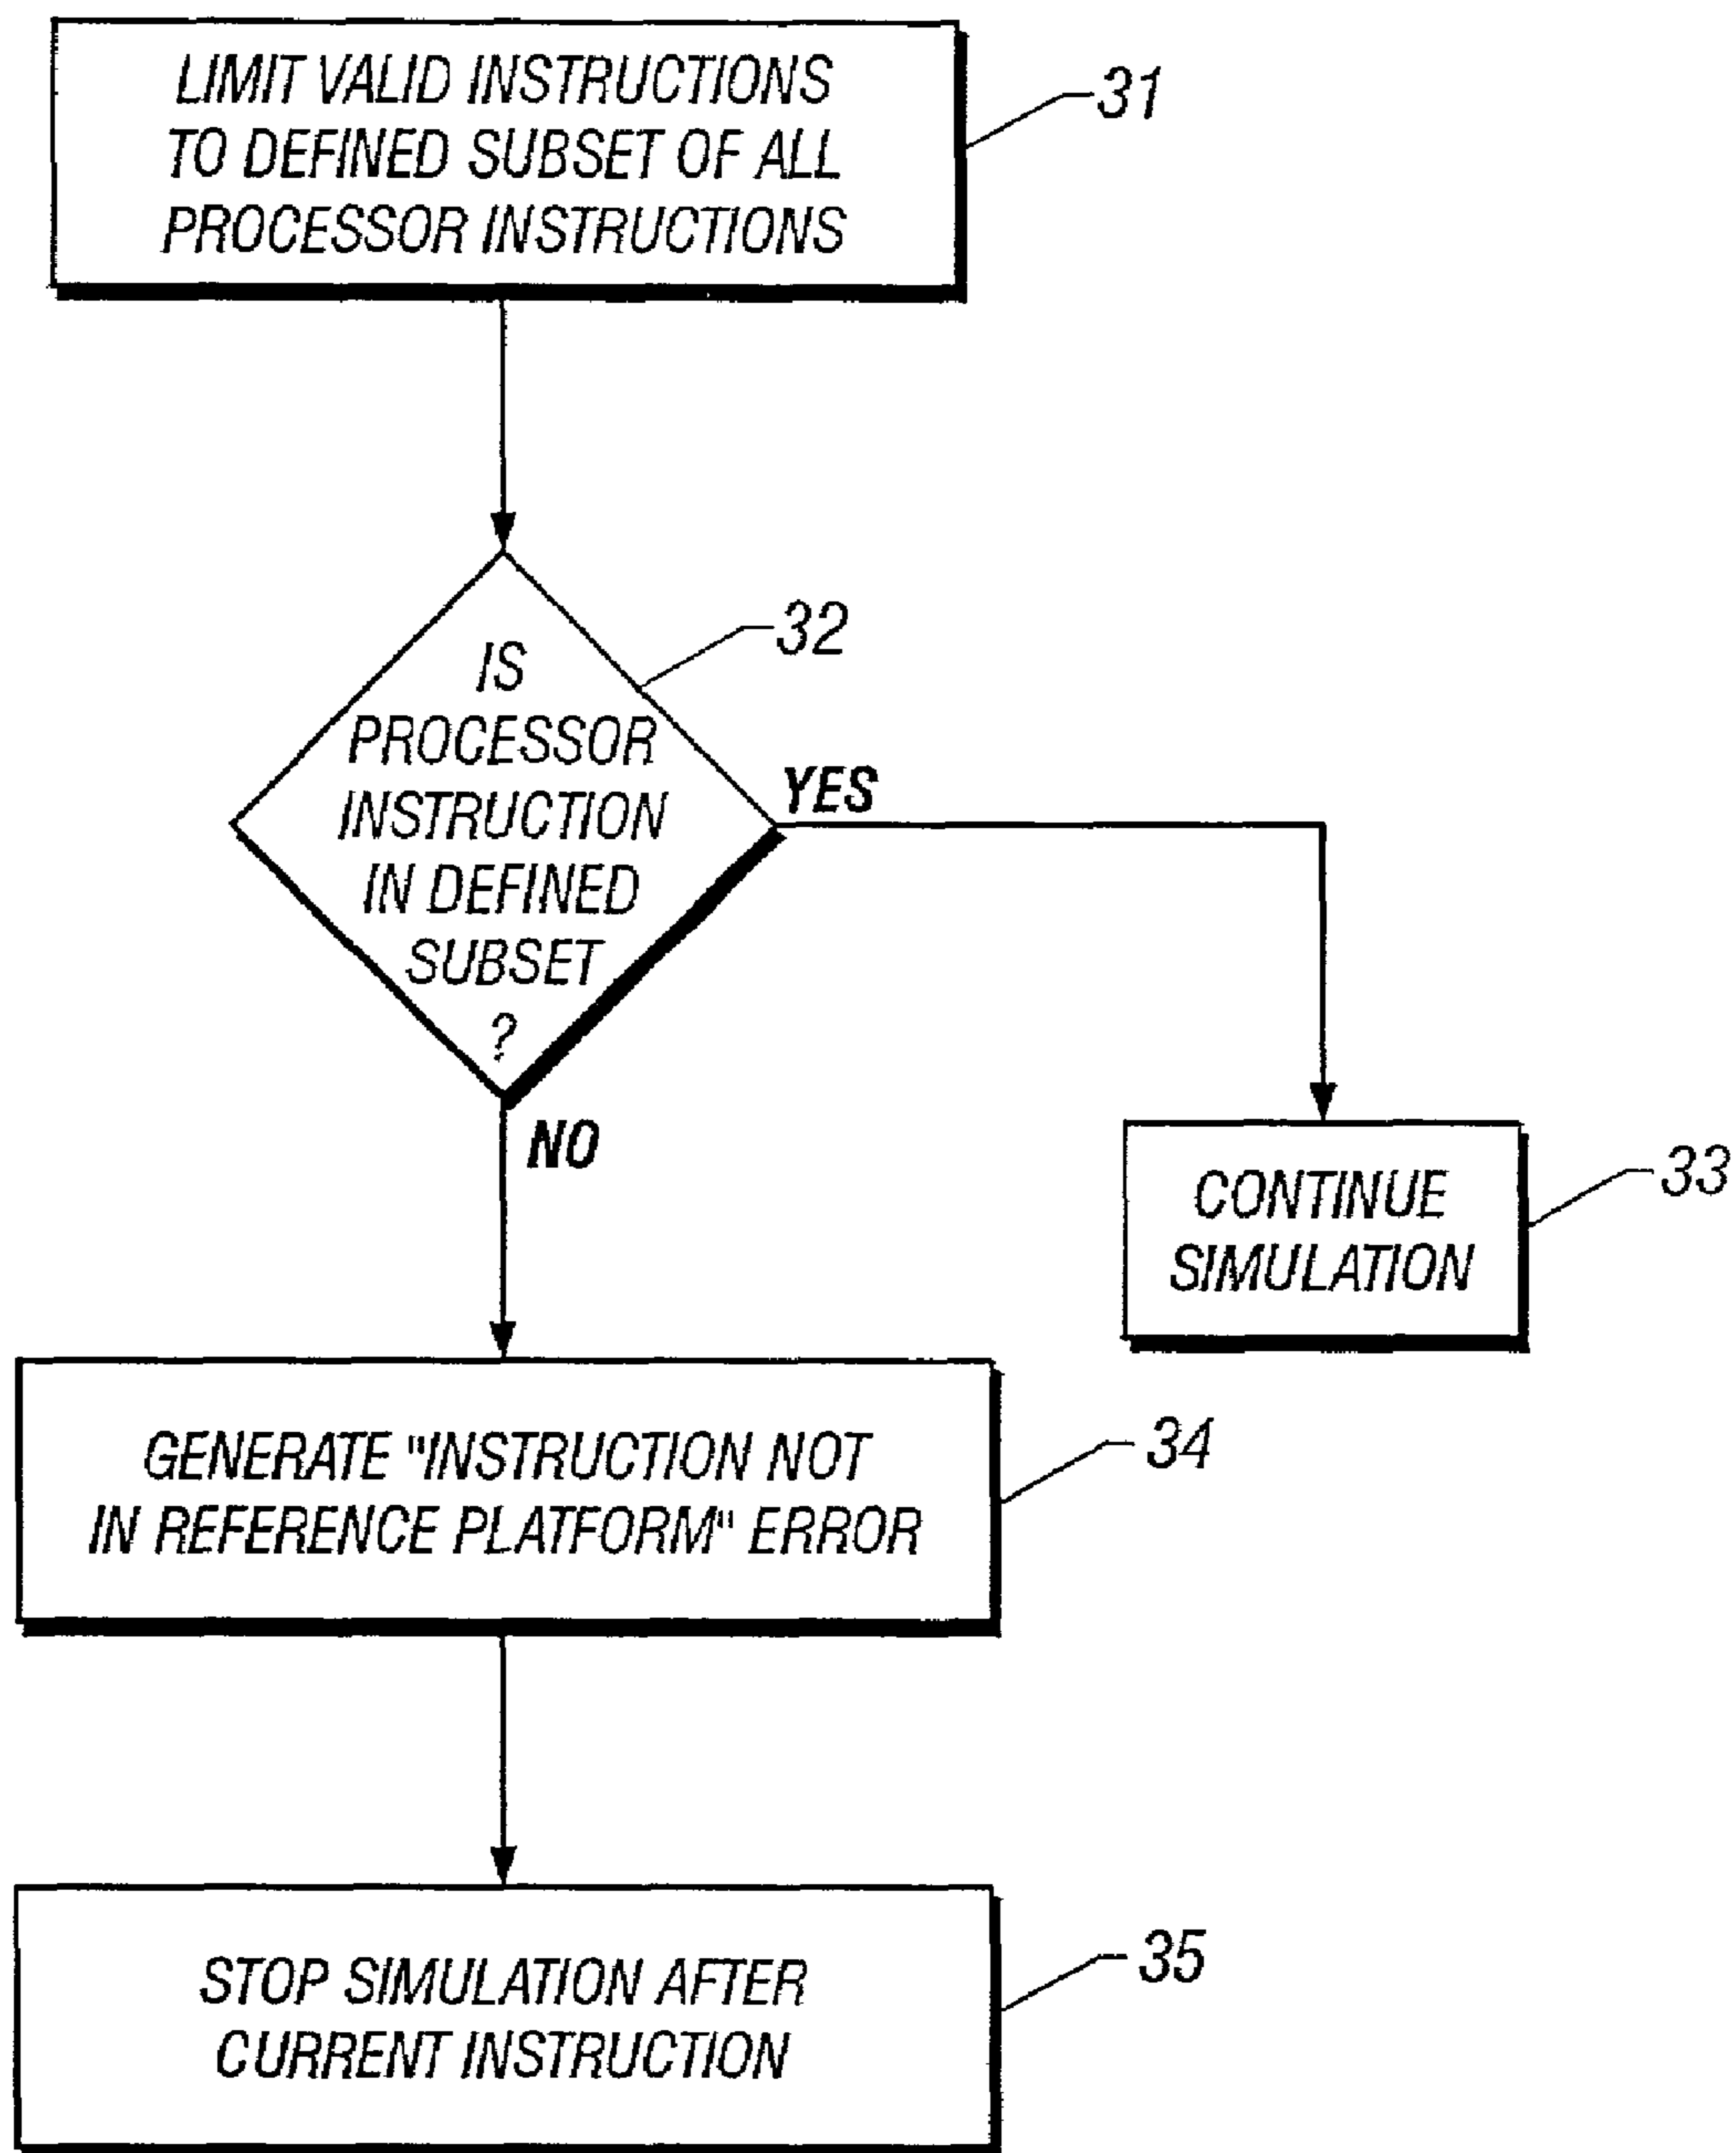 LIMIT VALID INSTRUCTIONS
TO DEFINED SUBSET OF ALL
PROCESSOR INSTRUCTIONS
31
IS
PROCESSOR
INSTRUCTION
IN DEFINED
SUBSET
?
32
YES
NO
CONTINUE
SIMULATION
33
GENERATE "INSTRUCTION NOT
IN REFERENCE PLATFORM" ERROR
34
STOP SIMULATION AFTER
CURRENT INSTRUCTION
35